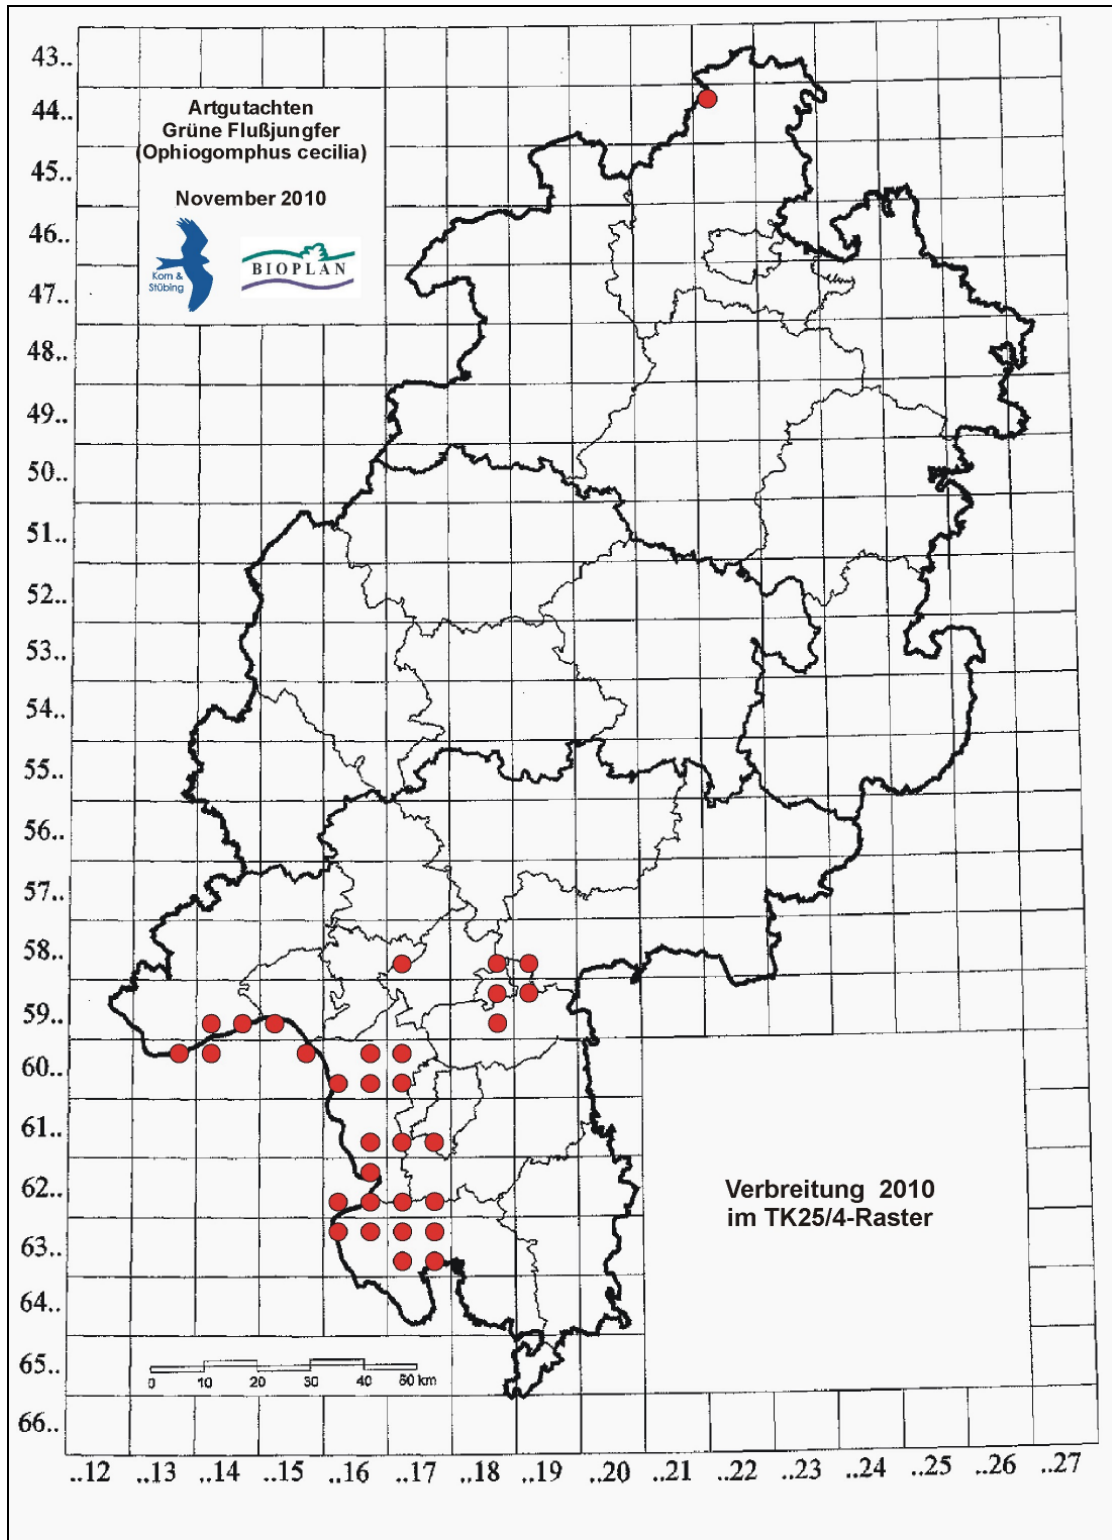 Artgutachten
Grüne Flußjungfer
(Ophiogomphus cecilia)
November 2010
Korn &
Stübing
BIOPLAN
43..
44..
45..
46..
47..
48..
49..
50..
51..
52..
53..
54..
55..
56..
57..
58..
59..
60..
61..
62..
63..
64..
65..
66..
Verbreitung 2010
im TK25/4-Raster
0 10 20 30 40 50 km
..12 ..13 ..14 ..15 ..16 ..17 ..18 ..19 ..20 ..21 ..22 ..23 ..24 ..25 ..26 ..27